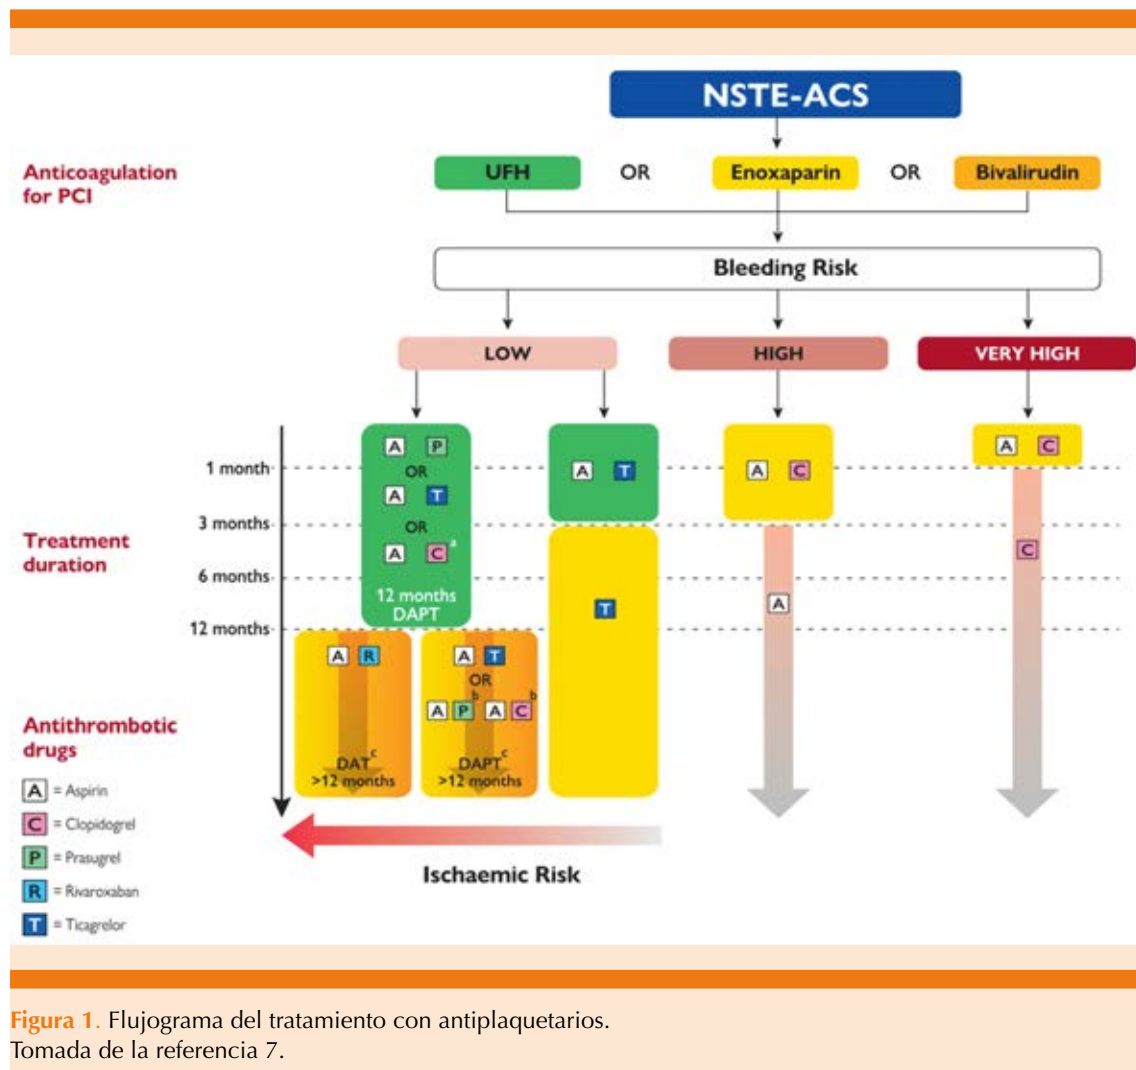 NSTE-ACS
Anticoagulation
for PCI
UFH OR Enoxaparin OR Bivalirudin
Bleeding Risk
LOW HIGH VERY HIGH
Treatment
duration
1 month
3 months
6 months
12 months
A P
OR
A T
OR
A C a
12 months
DAPT
A R
DAT c
>12 months
A T
OR
A P b A C b
DAPT c
>12 months
A T
T
A C
A
A C
C
Ischaemic Risk
Antithrombotic
drugs
A = Aspirin
C = Clopidogrel
P = Prasugrel
R = Rivaroxaban
T = Ticagrelor
Figura 1. Flujograma del tratamiento con antiplaquetarios.
Tomada de la referencia 7.